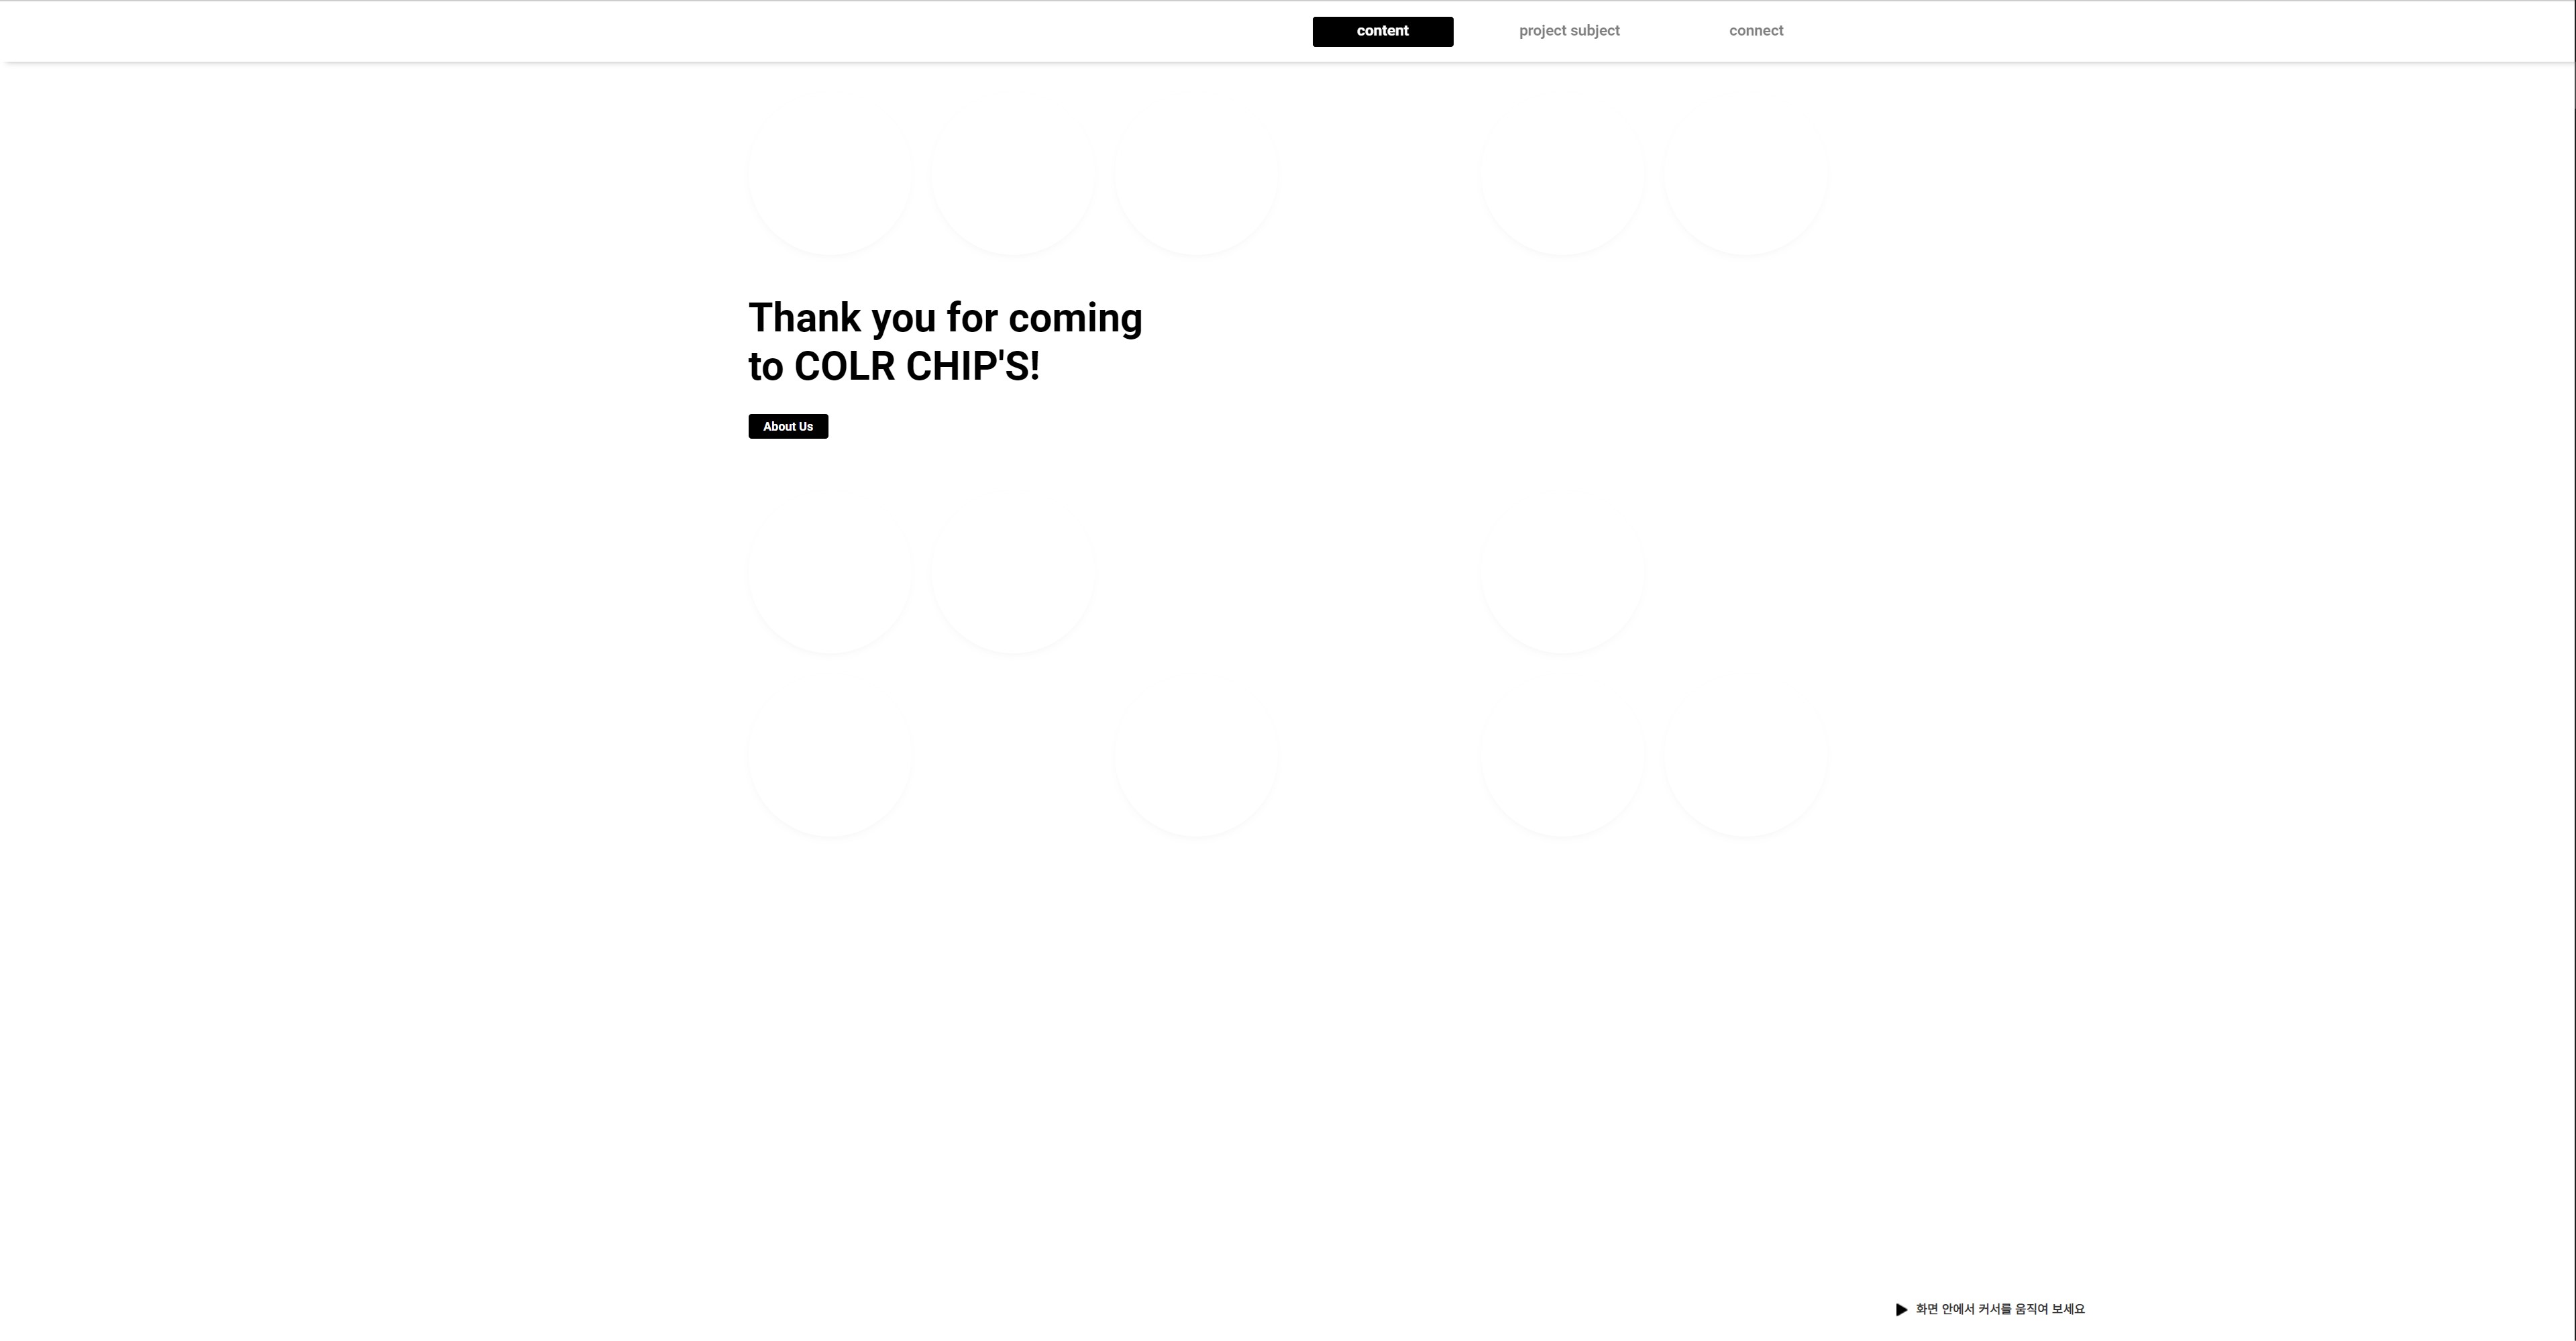 content project subject connect
Thank you for coming
to COLR CHIP'S!
About Us
화면 안에서 커서를 움직여 보세요